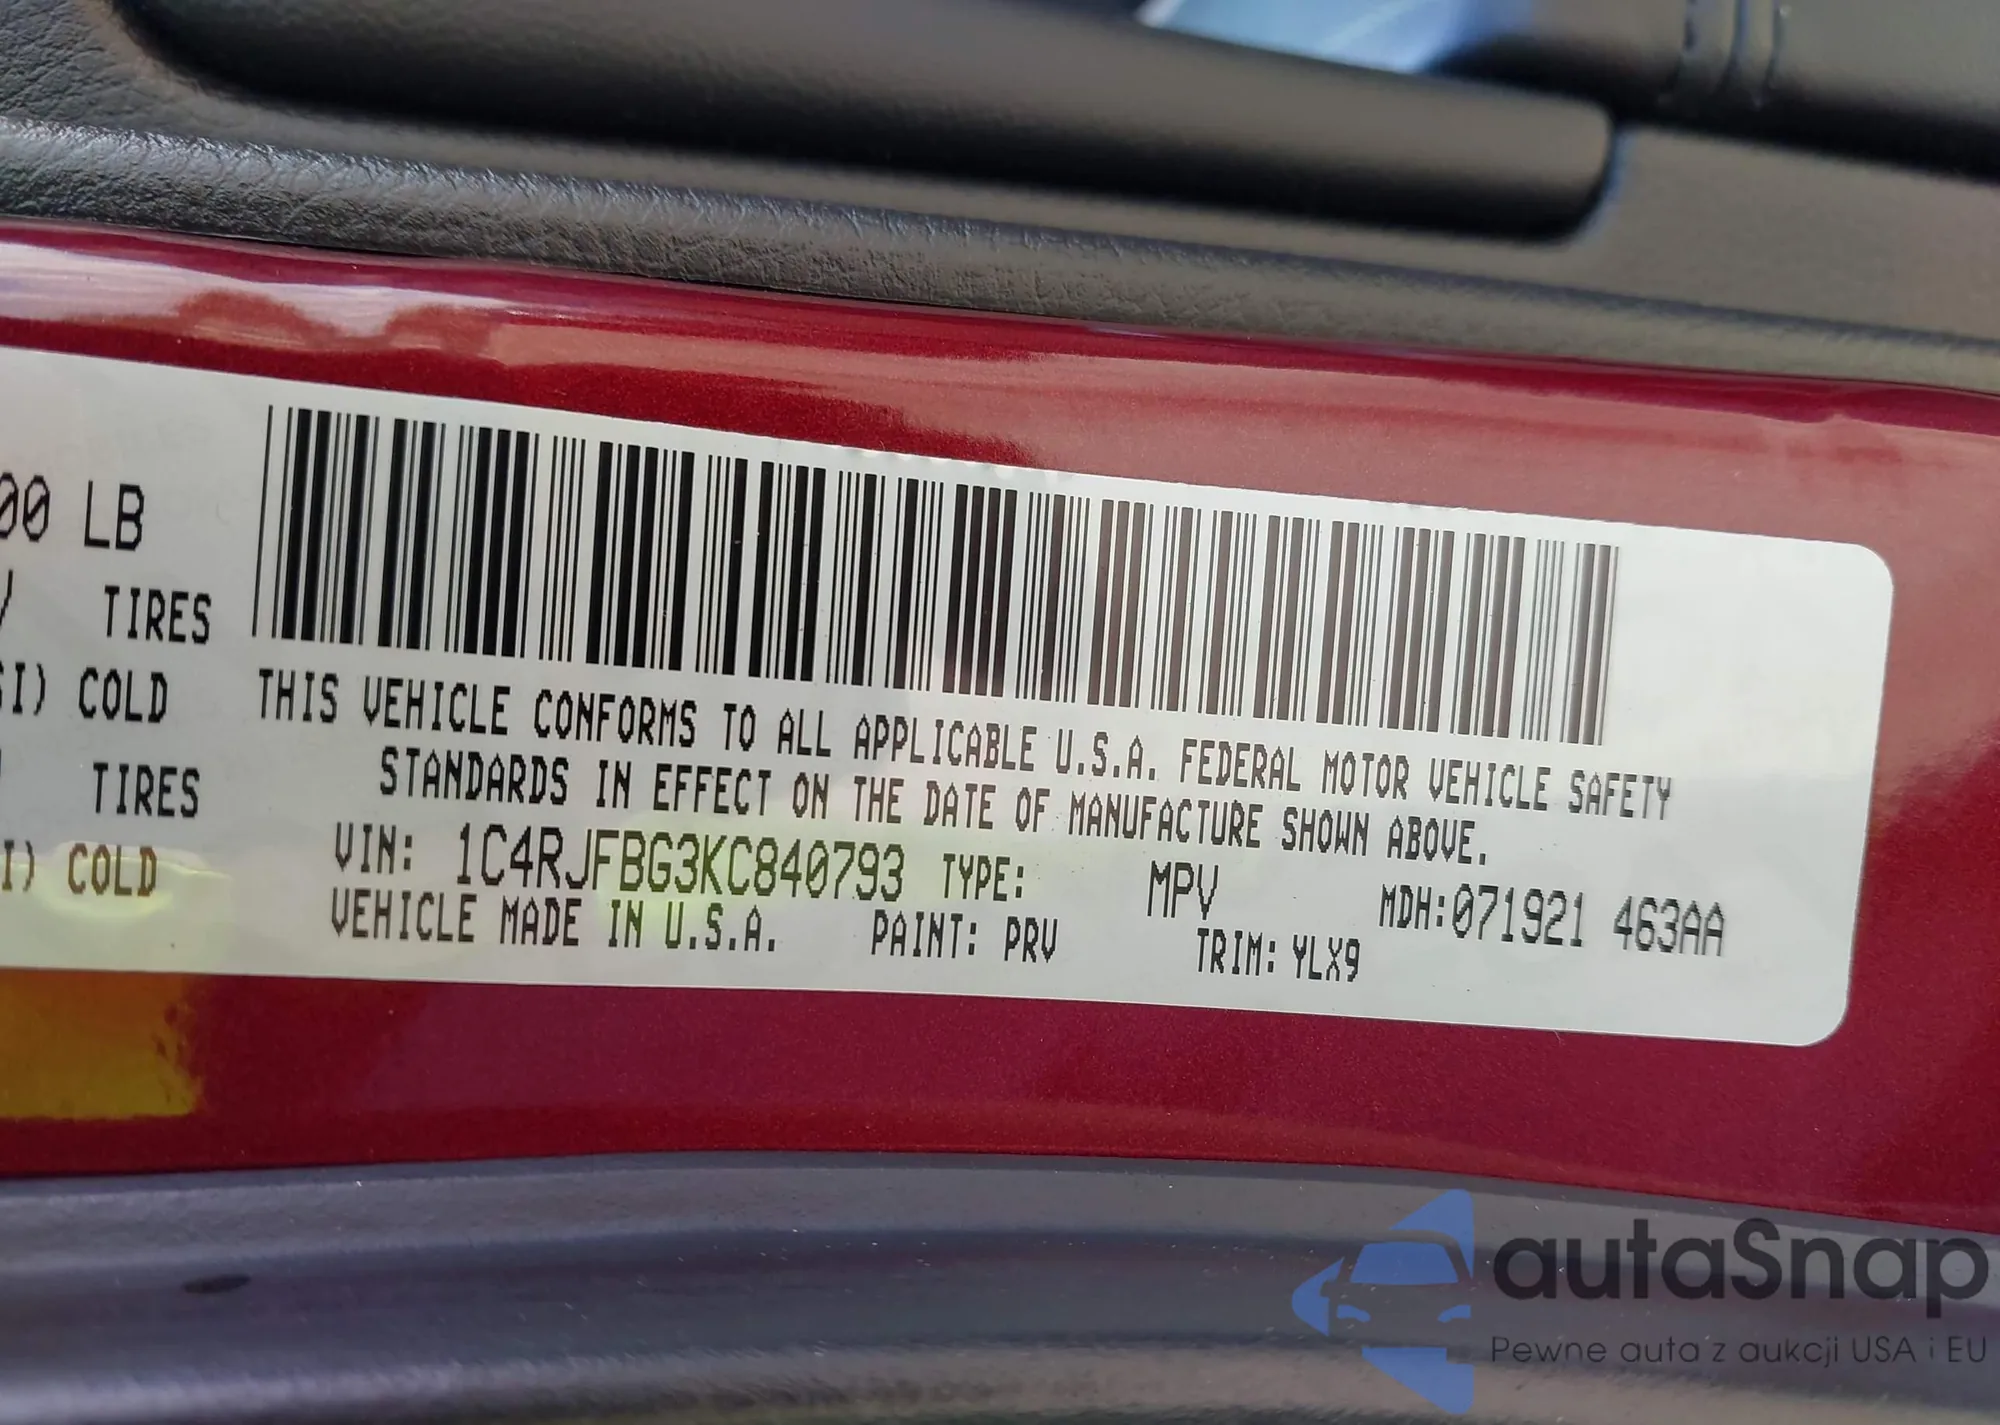 00 LB
TIRES
SI) COLD
TIRES
I) COLD
THIS VEHICLE CONFORMS TO ALL APPLICABLE U.S.A. FEDERAL MOTOR VEHICLE SAFETY
STANDARDS IN EFFECT ON THE DATE OF MANUFACTURE SHOWN ABOVE.
VIN: 1C4RJFBG3KC840793 TYPE: MPV MDH:071921 463AA
VEHICLE MADE IN U.S.A. PAINT: PRV TRIM: YLX9
autaSnap
Pewne auta z aukcji USA i EU